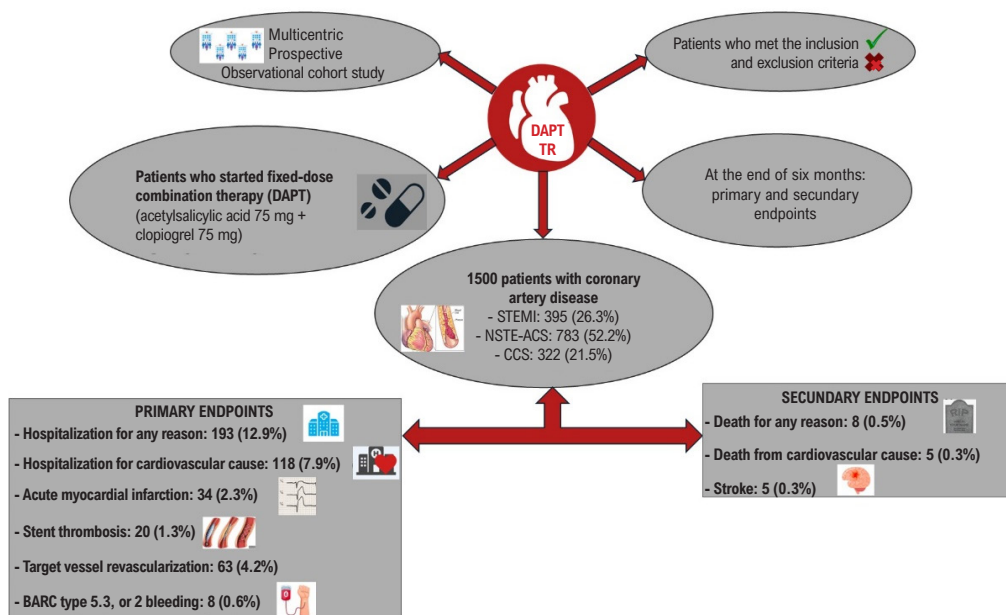 Multicentric
Prospective
Observational cohort study
Patients who met the inclusion
and exclusion criteria
DAPT
TR
Patients who started fixed-dose
combination therapy (DAPT)
(acetylsalicylic acid 75 mg +
clopiogrel 75 mg)
At the end of six months:
primary and secundary
endpoints
1500 patients with coronary
artery disease
- STEMI: 395 (26.3%)
- NSTE-ACS: 783 (52.2%)
- CCS: 322 (21.5%)
PRIMARY ENDPOINTS
- Hospitalization for any reason: 193 (12.9%)
- Hospitalization for cardiovascular cause: 118 (7.9%)
- Acute myocardial infarction: 34 (2.3%)
- Stent thrombosis: 20 (1.3%)
- Target vessel revascularization: 63 (4.2%)
- BARC type 5.3, or 2 bleeding: 8 (0.6%)
SECUNDARY ENDPOINTS
- Death for any reason: 8 (0.5%)
RIP
- Death from cardiovascular cause: 5 (0.3%)
- Stroke: 5 (0.3%)